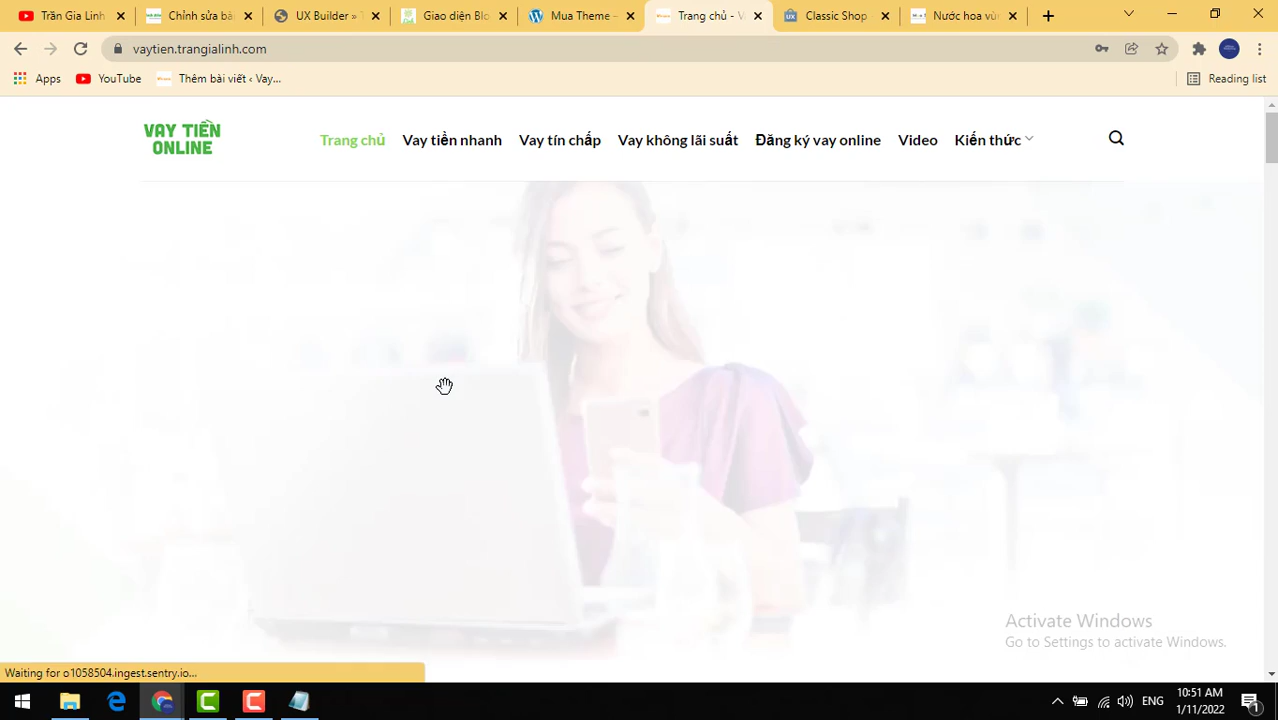 Trần Gia Linh
Chỉnh sửa bà
UX Builder »
Giao diện Blo
Mua Theme –
Trang chủ - V
Classic Shop
Nước hoa vù
vaytien.trangialinh.com
Apps
YouTube
Thêm bài viết ‹ Vay...
Reading list
VAY TIỀN
ONLINE
Trang chủ
Vay tiền nhanh
Vay tín chấp
Vay không lãi suất
Đăng ký vay online
Video
Kiến thức
Activate Windows
Go to Settings to activate Windows.
Waiting for o1058504.ingest.sentry.io...
ENG
10:51 AM
1/11/2022
1